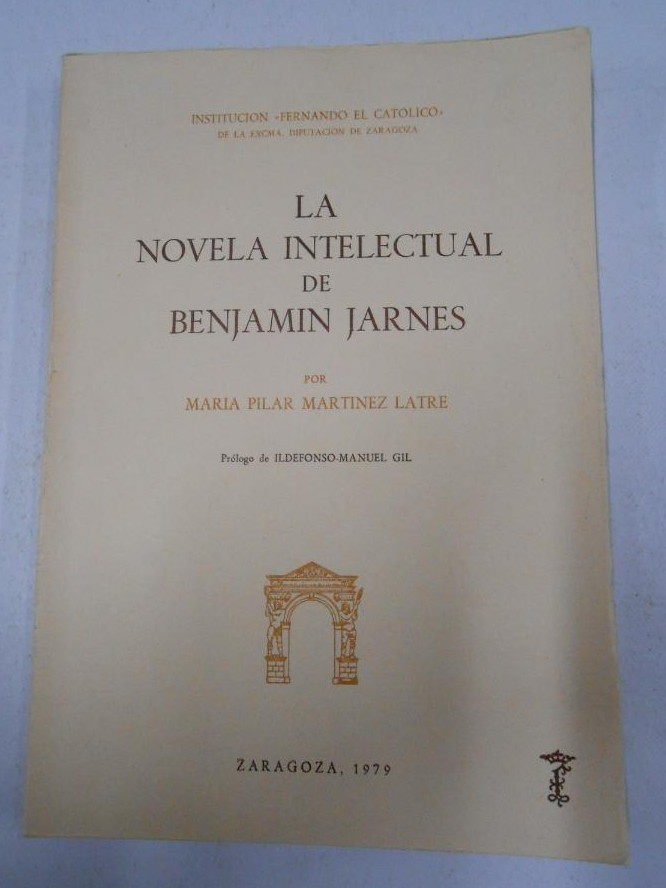 INSTITUCION «FERNANDO EL CATOLICO»
DE LA EXCMA. DIPUTACION DE ZARAGOZA
LA
NOVELA INTELECTUAL
DE
BENJAMIN JARNES
POR
MARIA PILAR MARTINEZ LATRE
Prólogo de ILDEFONSO-MANUEL GIL
ZARAGOZA, 1979